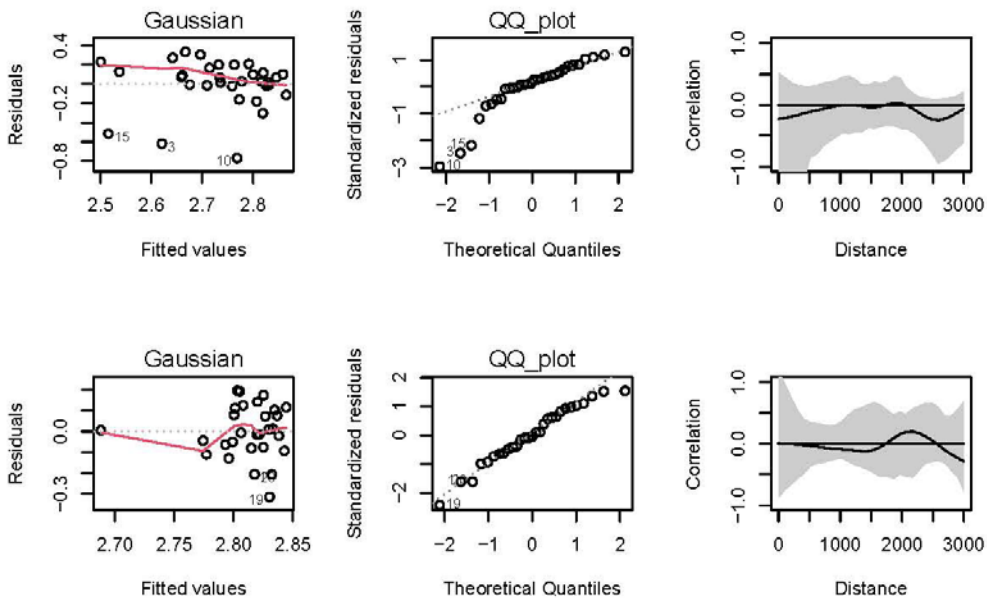 Gaussian
Residuals
0.4
−0.2
−0.8
15
3
10
2.5 2.6 2.7 2.8
Fitted values
QQ_plot
Standardized residuals
1
−1
−3
15
3
10
−2 −1 0 1 2
Theoretical Quantiles
Correlation
1.0
0.0
−1.0
0 1000 2000 3000
Distance
Gaussian
Residuals
0.0
−0.3
19
2.70 2.75 2.80 2.85
Fitted values
QQ_plot
Standardized residuals
2
0
−2
19
−2 −1 0 1 2
Theoretical Quantiles
Correlation
1.0
0.0
−1.0
0 1000 2000 3000
Distance